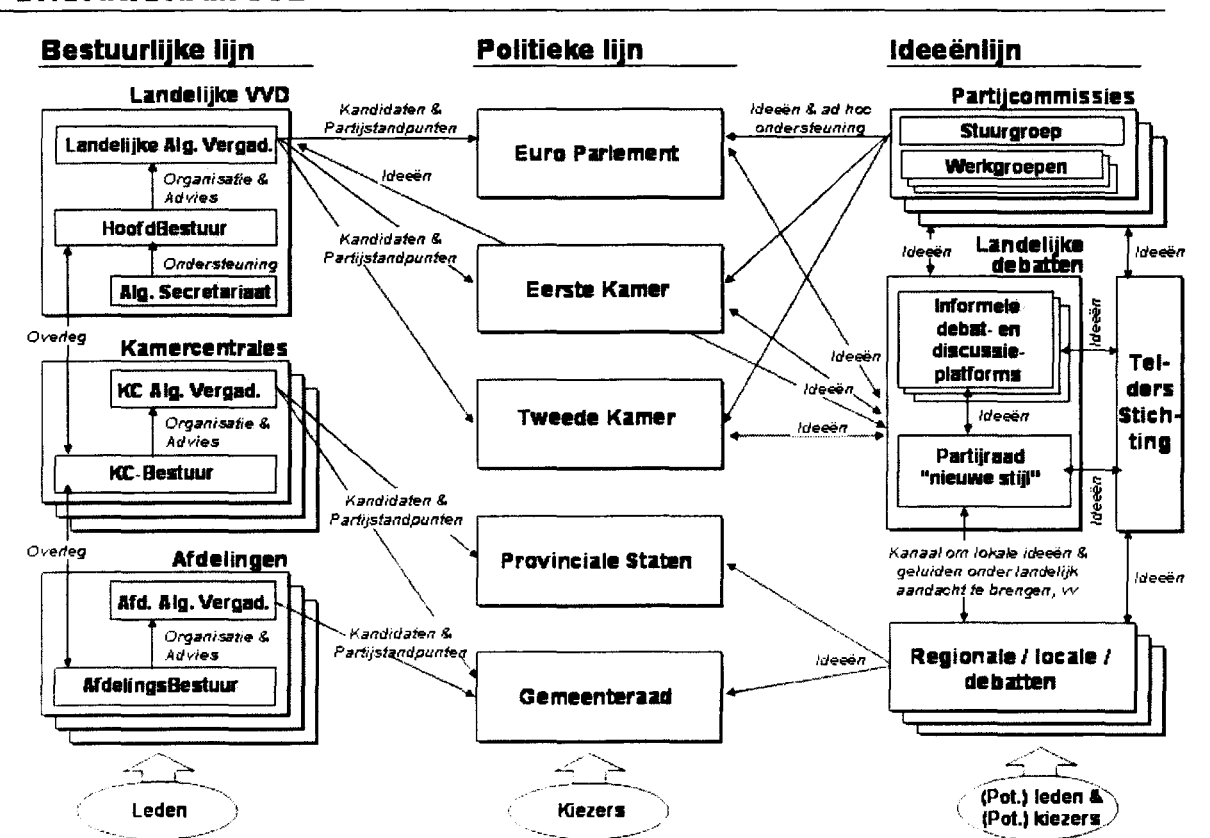 Bestuurlijke lijn
Landelijke VVD
Landelijke Alg. Vergad.
Organisatie &
Advies
HoofdBestuur
Ondersteuning
Alg. Secretariaat
Overleg
Kamercentrales
KC Alg. Vergad.
Organisatie &
Advies
KC-Bestuur
Overleg
Afdelingen
Afd. Alg. Vergad.
Organisatie &
Advies
AfdelingsBestuur
Leden
Kandidaten &
Partijstandpunten
Ideeën
Kandidaten &
Partijstandpunten
Kandidaten &
Partijstandpunten
Kandidaten &
Partijstandpunten
Politieke lijn
Euro Parlement
Eerste Kamer
Tweede Kamer
Provinciale Staten
Gemeenteraad
Kiezers
Ideeën & ad hoc
ondersteuning
Ideeën
Ideeën
Ideeën
Ideeën
Ideeënlijn
Partijcommissies
Stuurgroep
Werkgroepen
Ideeën
Landelijke
debatten
Ideeën
Informele
debat- en
discussie-
platforms
Ideeën
Ideeën
Partijraad
"nieuwe stijl"
Ideeën
Tel-
ders
Stich-
ting
Kanaal om lokale ideeën &
geluiden onder landelijk
aandacht te brengen, vv
Ideeën
Regionale / locale /
debatten
(Pot.) leden &
(Pot.) kiezers